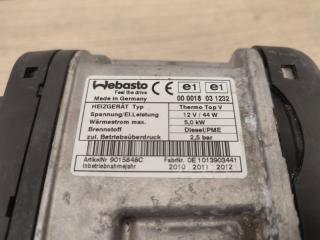 Webasto
Feel the drive
Made in Germany
e1 e1
00 0018 03 1232
HEIZGERÄT Typ Thermo Top V
Spannung/El.Leistung 12 V / 44 W
Wärmestrom max. 5,0 kW
Brennstoff Diesel/PME
zul. Betriebsüberdruck 2,5 bar
ArtikelNr 9015848C FabrNr 0E 1013903441
Inbetriebnahmejahr 2010 2011 2012